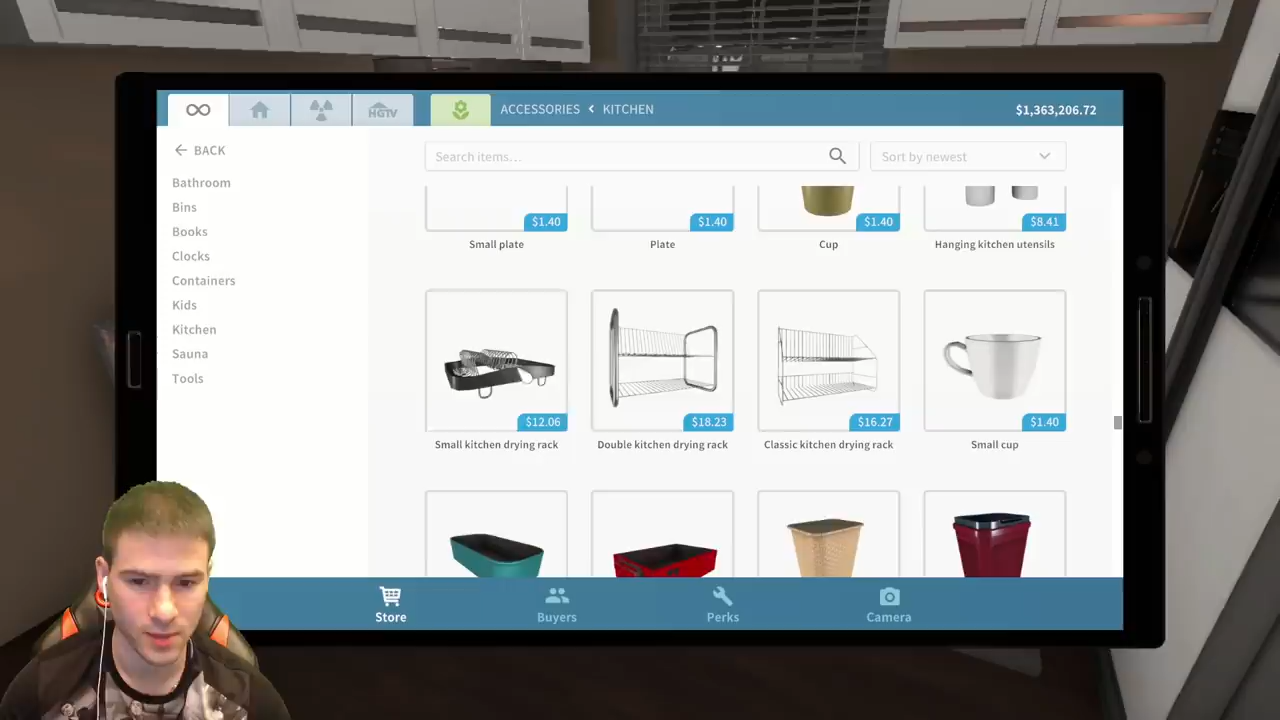 HGTV
ACCESSORIES < KITCHEN
$1,363,206.72
BACK
Search items...
Sort by newest
Bathroom
Bins
Books
Clocks
Containers
Kids
Kitchen
Sauna
Tools
$1.40
$1.40
$1.40
$8.41
Small plate
Plate
Cup
Hanging kitchen utensils
$12.06
$18.23
$16.27
$1.40
Small kitchen drying rack
Double kitchen drying rack
Classic kitchen drying rack
Small cup
Store
Buyers
Perks
Camera